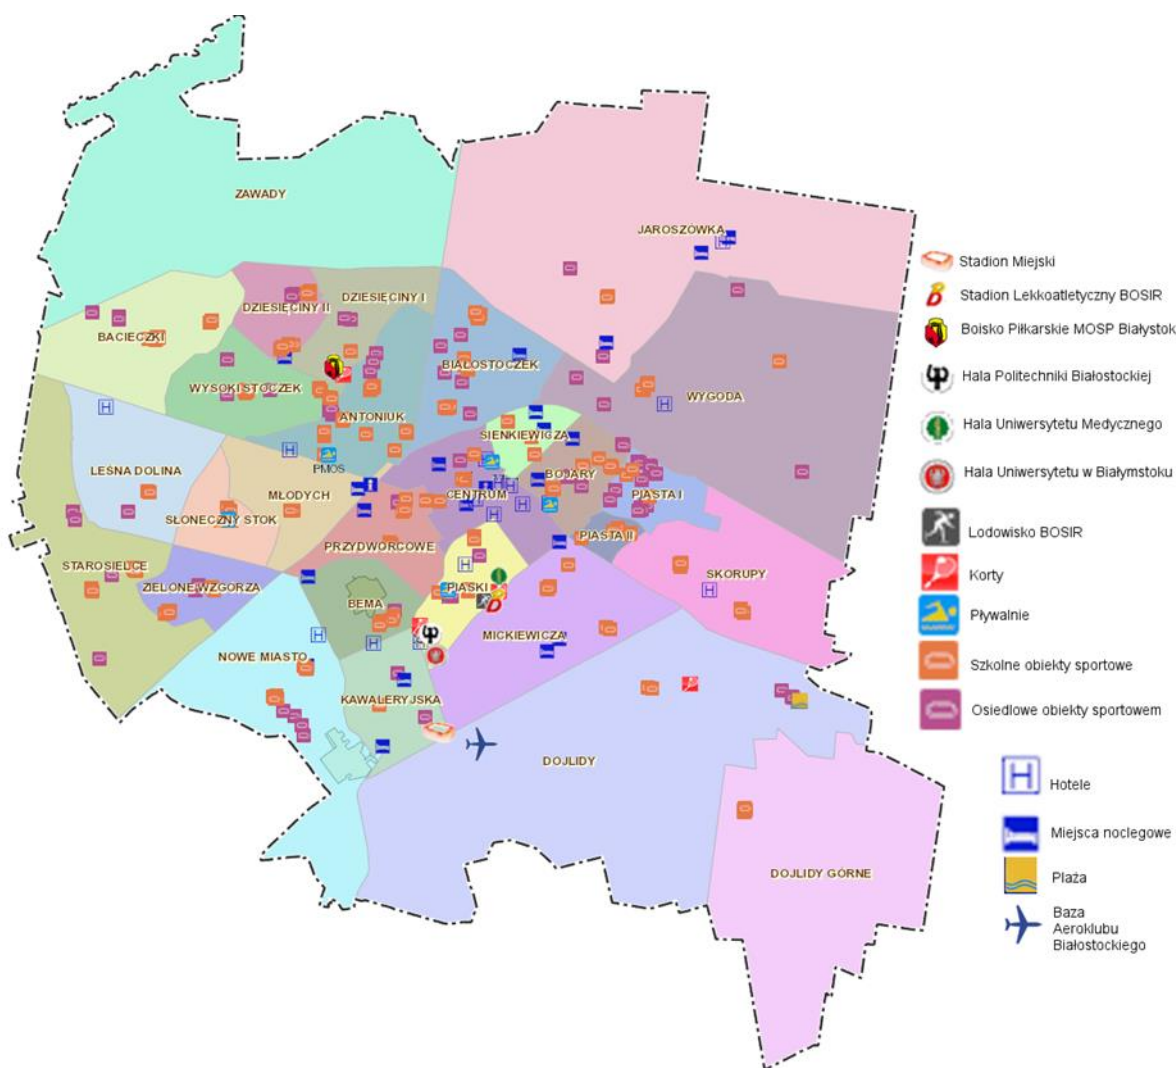 ZAWADY
JAROSZÓWKA
DZIESIĘCINY I
DZIESIĘCINY II
BACIECZKI
BIAŁOSTOCZEK
WYSOKI STOCZEK
WYGODA
ANTONIUK
SIENKIEWICZA
PMOS
LEŚNA DOLINA
BOJARY
MŁODYCH
CENTRUM
PIASTA I
SŁONECZNY STOK
PIASTA II
PRZYDWORCOWE
STAROSIELCE
SKORUPY
ZIELONE WZGÓRZA
PIASKI
BEMA
MICKIEWICZA
NOWE MIASTO
KAWALERYJSKA
DOJLIDY
DOJLIDY GÓRNE
Stadion Miejski
Stadion Lekkoatletyczny BOSIR
Boisko Piłkarskie MOSP Białystok
Hala Politechniki Białostockiej
Hala Uniwersytetu Medycznego
Hala Uniwersytetu w Białymstoku
Lodowisko BOSIR
Korty
Pływalnie
Szkolne obiekty sportowe
Osiedlowe obiekty sportowem
Hotele
Miejsca noclegowe
Plaża
Baza
Aeroklubu
Białostockiego